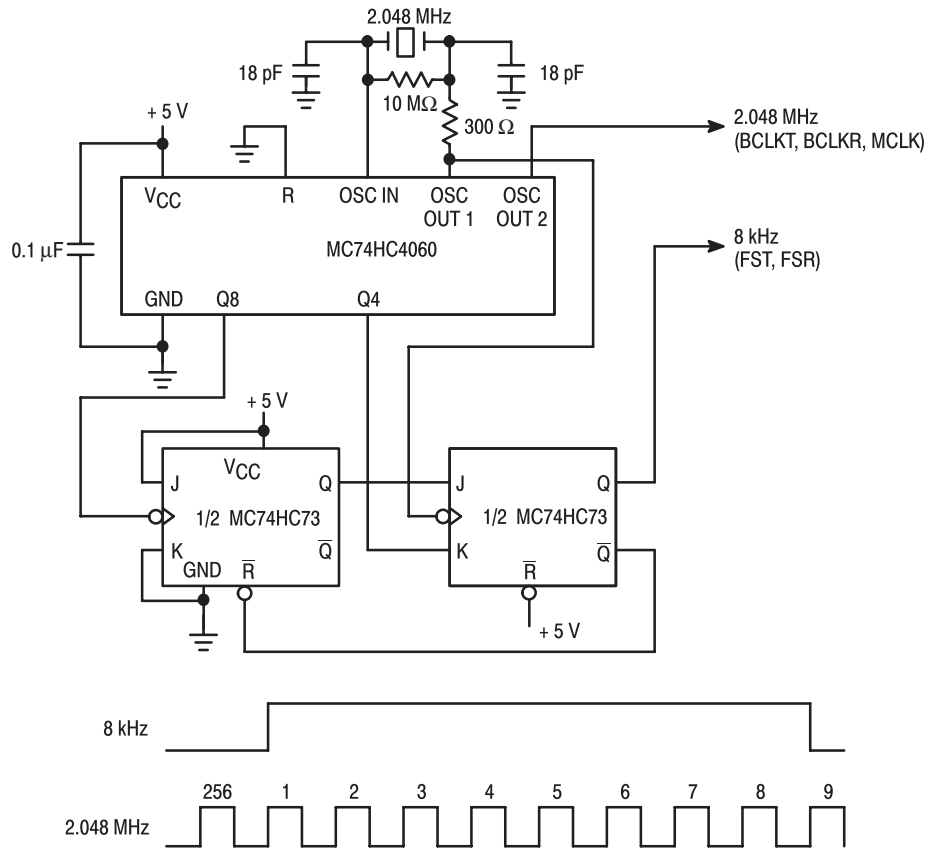 2.048 MHz
18 pF
18 pF
10 MΩ
300 Ω
+ 5 V
2.048 MHz
(BCLKT, BCLKR, MCLK)
VCC
R
OSC IN
OSC
OUT 1
OSC
OUT 2
0.1 µF
MC74HC4060
8 kHz
(FST, FSR)
GND
Q8
Q4
+ 5 V
VCC
J
Q
1/2 MC74HC73
K
Q̅
GND
R̅
J
Q
1/2 MC74HC73
K
Q̅
R̅
+ 5 V
8 kHz
256 1 2 3 4 5 6 7 8 9
2.048 MHz